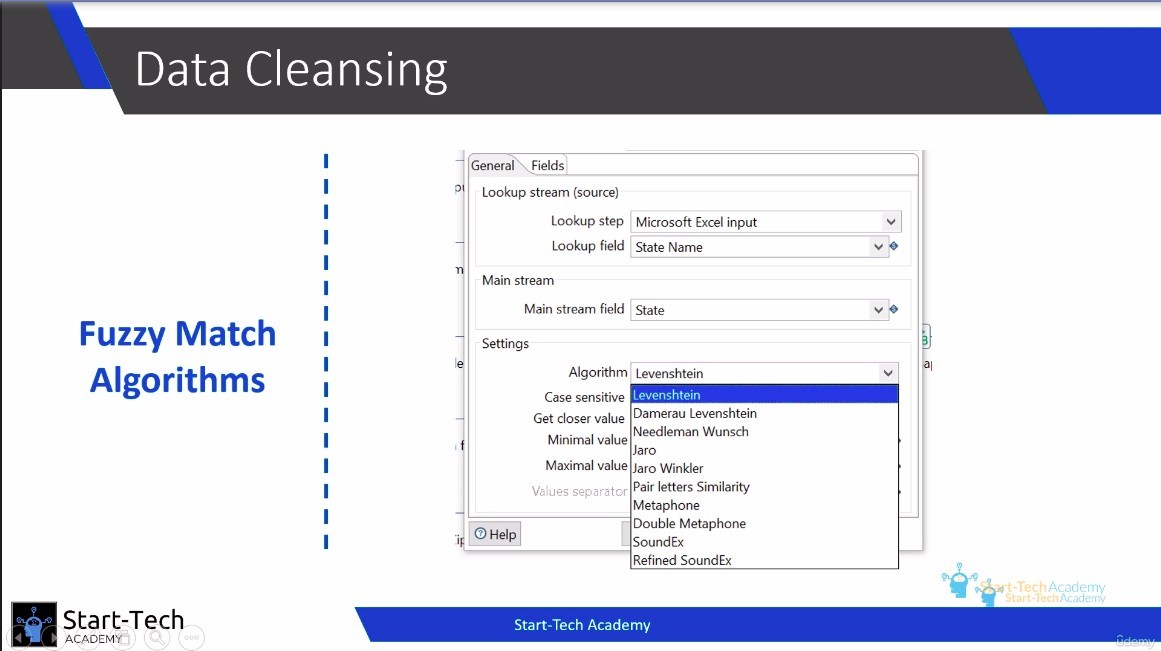 Data Cleansing
Fuzzy Match
Algorithms
General Fields
Lookup stream (source)
Lookup step Microsoft Excel input
Lookup field State Name
Main stream
Main stream field State
Settings
Algorithm Levenshtein
Case sensitive
Get closer value
Minimal value
Maximal value
Values separator
Levenshtein
Damerau Levenshtein
Needleman Wunsch
Jaro
Jaro Winkler
Pair letters Similarity
Metaphone
Double Metaphone
SoundEx
Refined SoundEx
Help
Start-Tech Academy
Start-Tech Academy
Start-Tech
ACADEMY
Start-Tech Academy
udemy